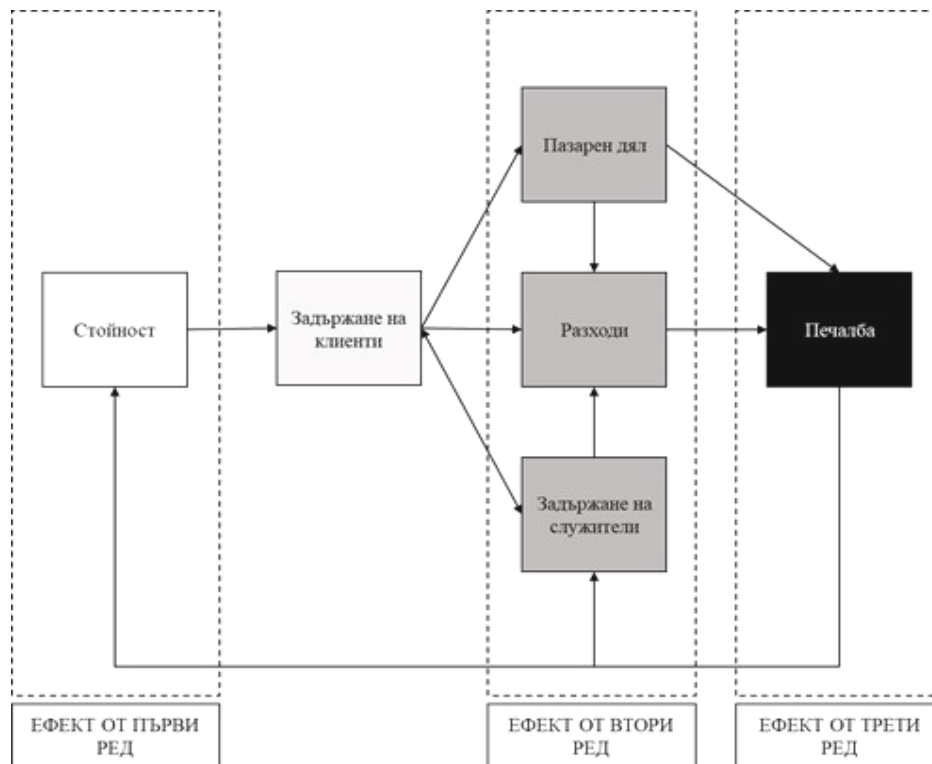 Пазарен дял
Стойност
Задържане на
клиенти
Разходи
Печалба
Задържане на
служители
ЕФЕКТ ОТ ПЪРВИ
РЕД
ЕФЕКТ ОТ ВТОРИ
РЕД
ЕФЕКТ ОТ ТРЕТИ
РЕД